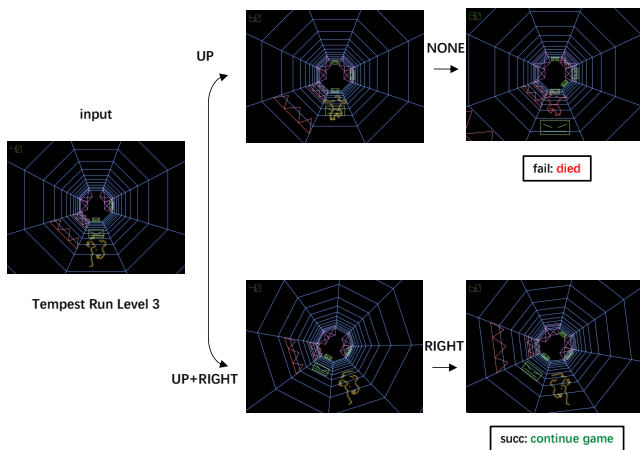 UP
NONE
input
fail: died
Tempest Run Level 3
UP+RIGHT
RIGHT
succ: continue game